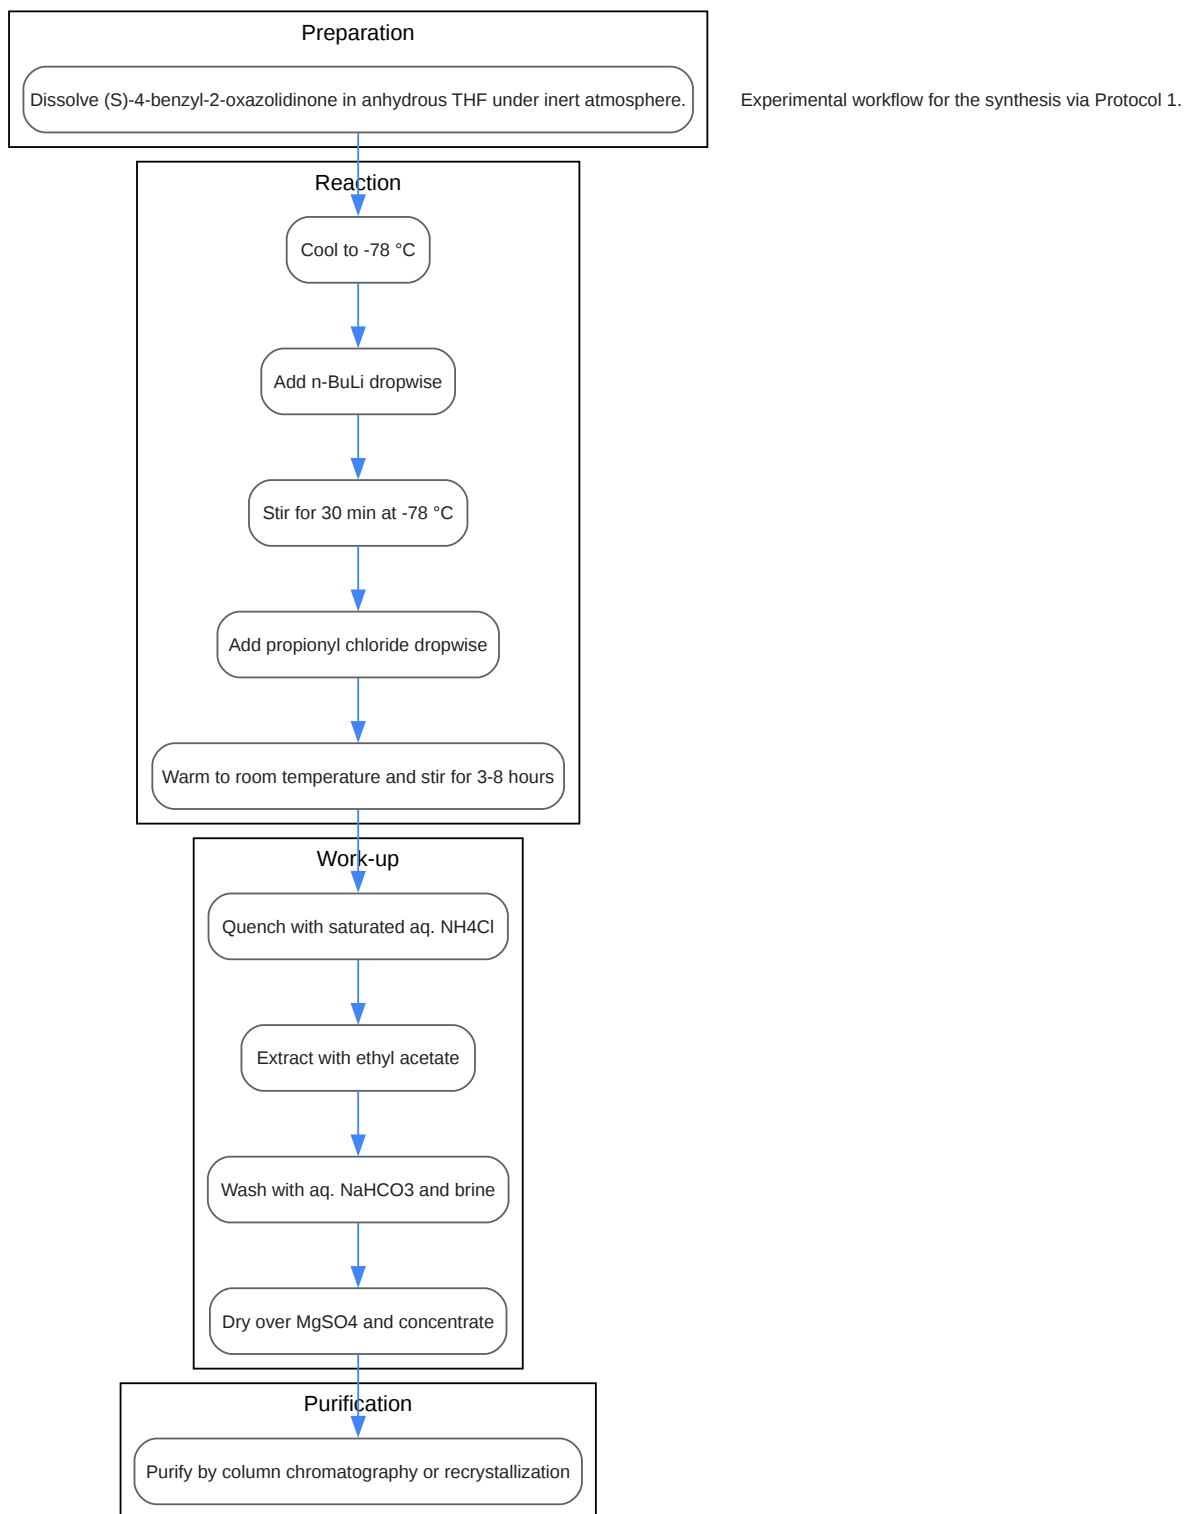 Preparation
Dissolve (S)-4-benzyl-2-oxazolidinone in anhydrous THF under inert atmosphere.
Experimental workflow for the synthesis via Protocol 1.
Reaction
Cool to -78 °C
Add n-BuLi dropwise
Stir for 30 min at -78 °C
Add propionyl chloride dropwise
Warm to room temperature and stir for 3-8 hours
Work-up
Quench with saturated aq. NH4Cl
Extract with ethyl acetate
Wash with aq. NaHCO3 and brine
Dry over MgSO4 and concentrate
Purification
Purify by column chromatography or recrystallization